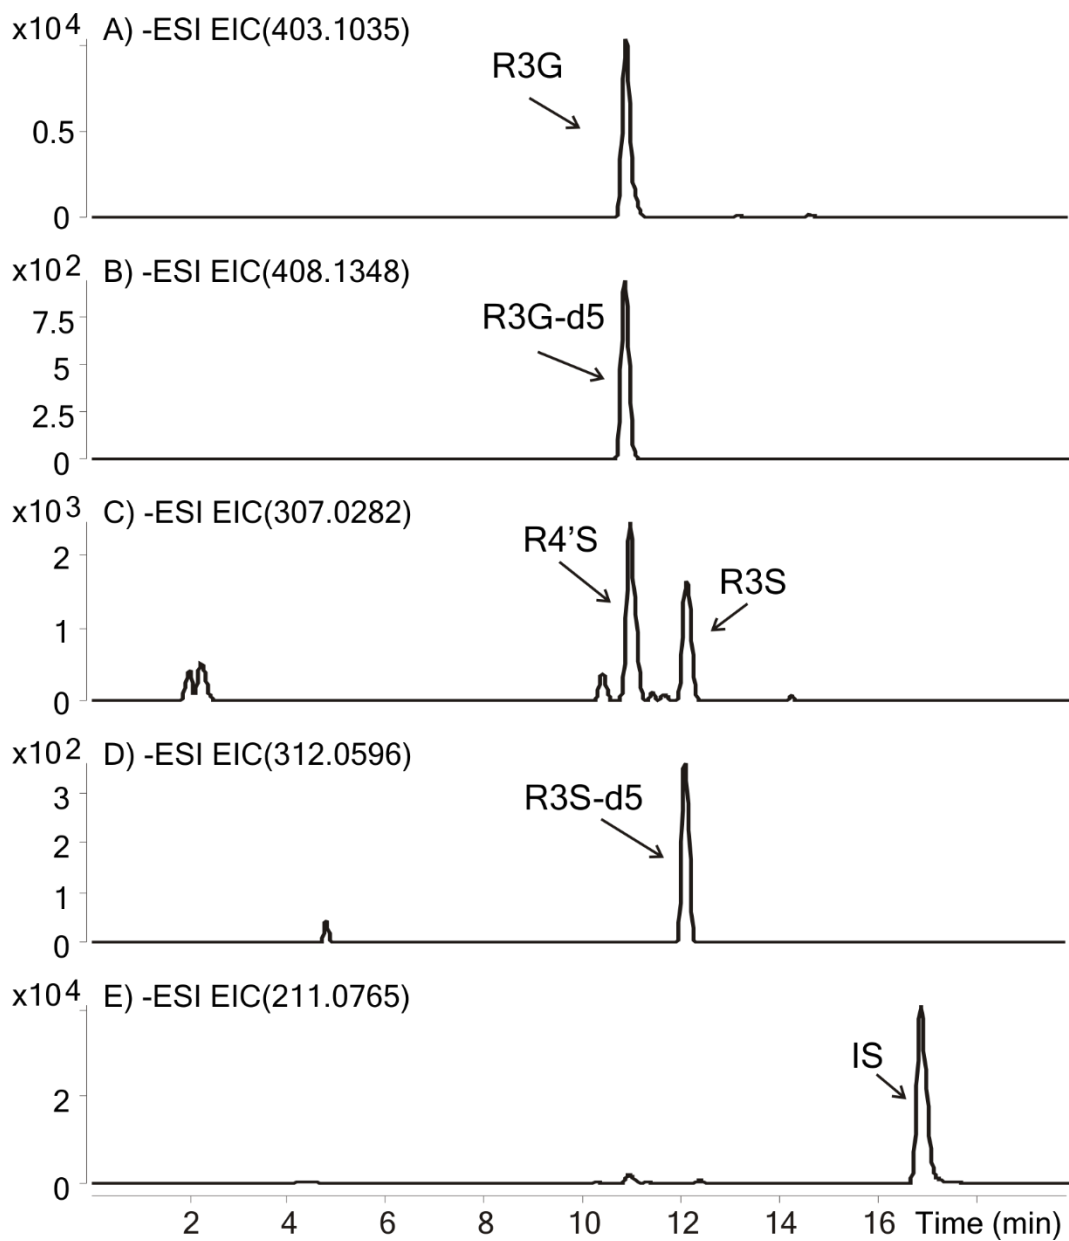 x10⁴ A) -ESI EIC(403.1035)
R3G
0.5
0
x10² B) -ESI EIC(408.1348)
7.5
R3G-d5
5
2.5
0
x10³ C) -ESI EIC(307.0282)
R4'S
2
R3S
1
0
x10² D) -ESI EIC(312.0596)
3
R3S-d5
2
1
0
x10⁴ E) -ESI EIC(211.0765)
IS
2
0
2 4 6 8 10 12 14 16 Time (min)